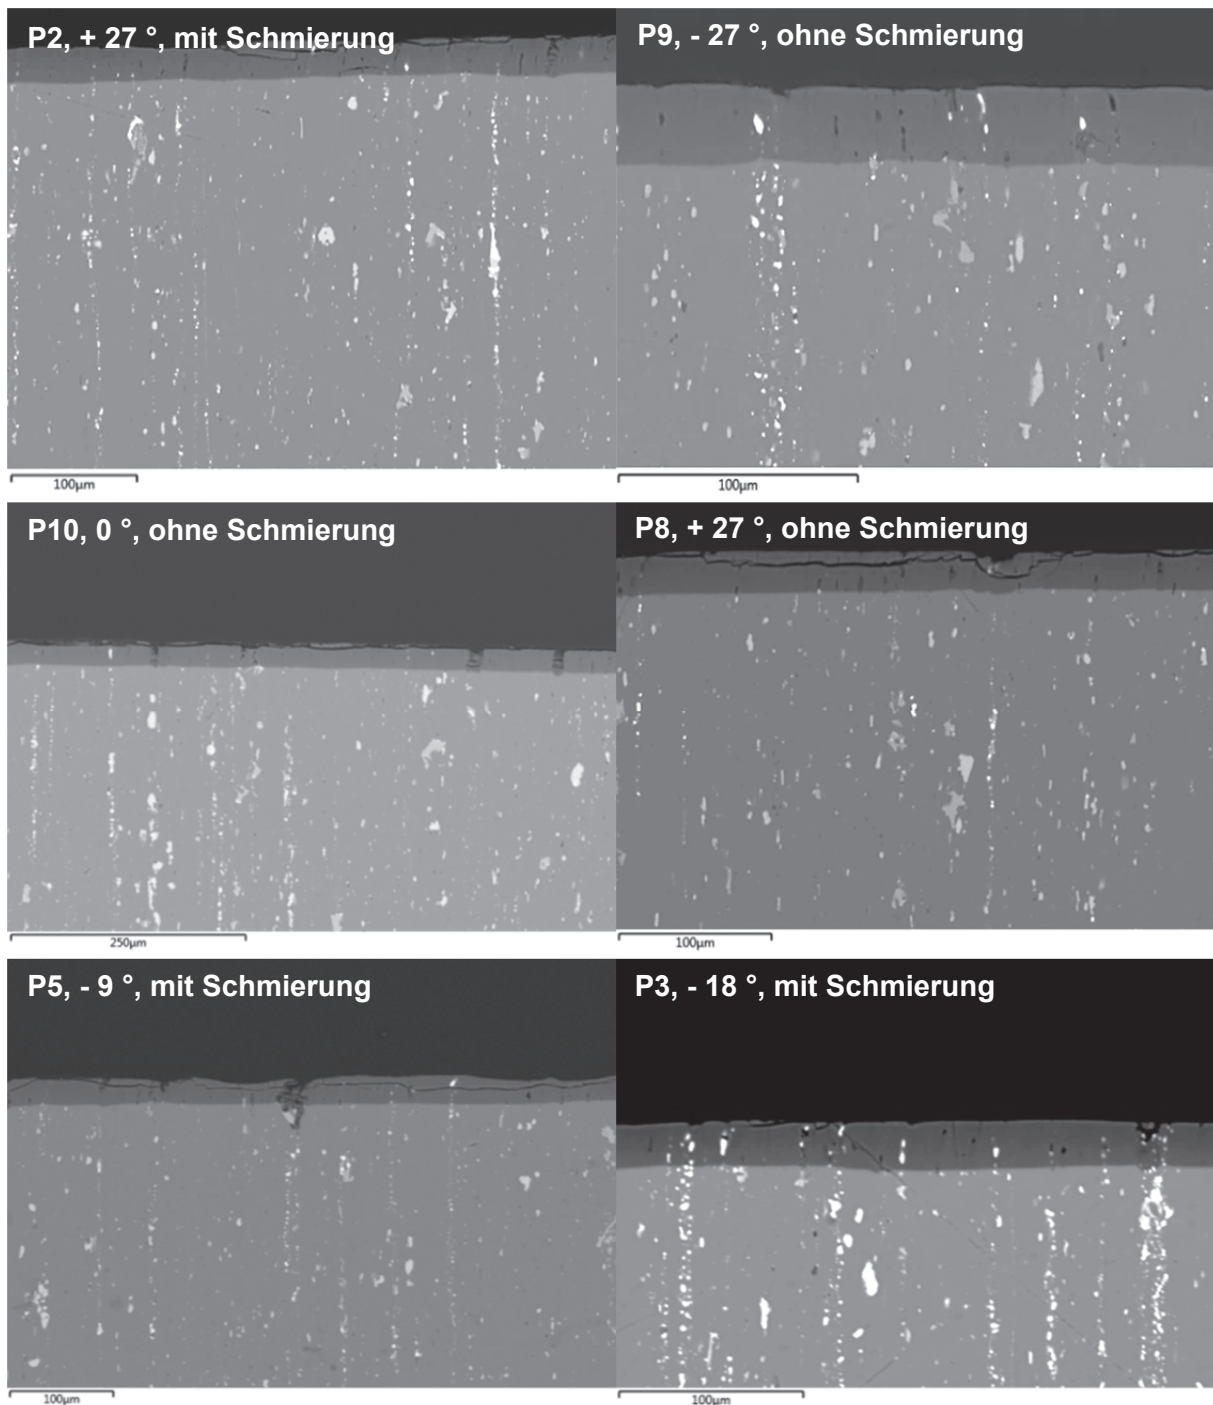 P2, + 27 °, mit Schmierung
P9, - 27 °, ohne Schmierung
100µm
100µm
P10, 0 °, ohne Schmierung
P8, + 27 °, ohne Schmierung
250µm
100µm
P5, - 9 °, mit Schmierung
P3, - 18 °, mit Schmierung
100µm
100µm